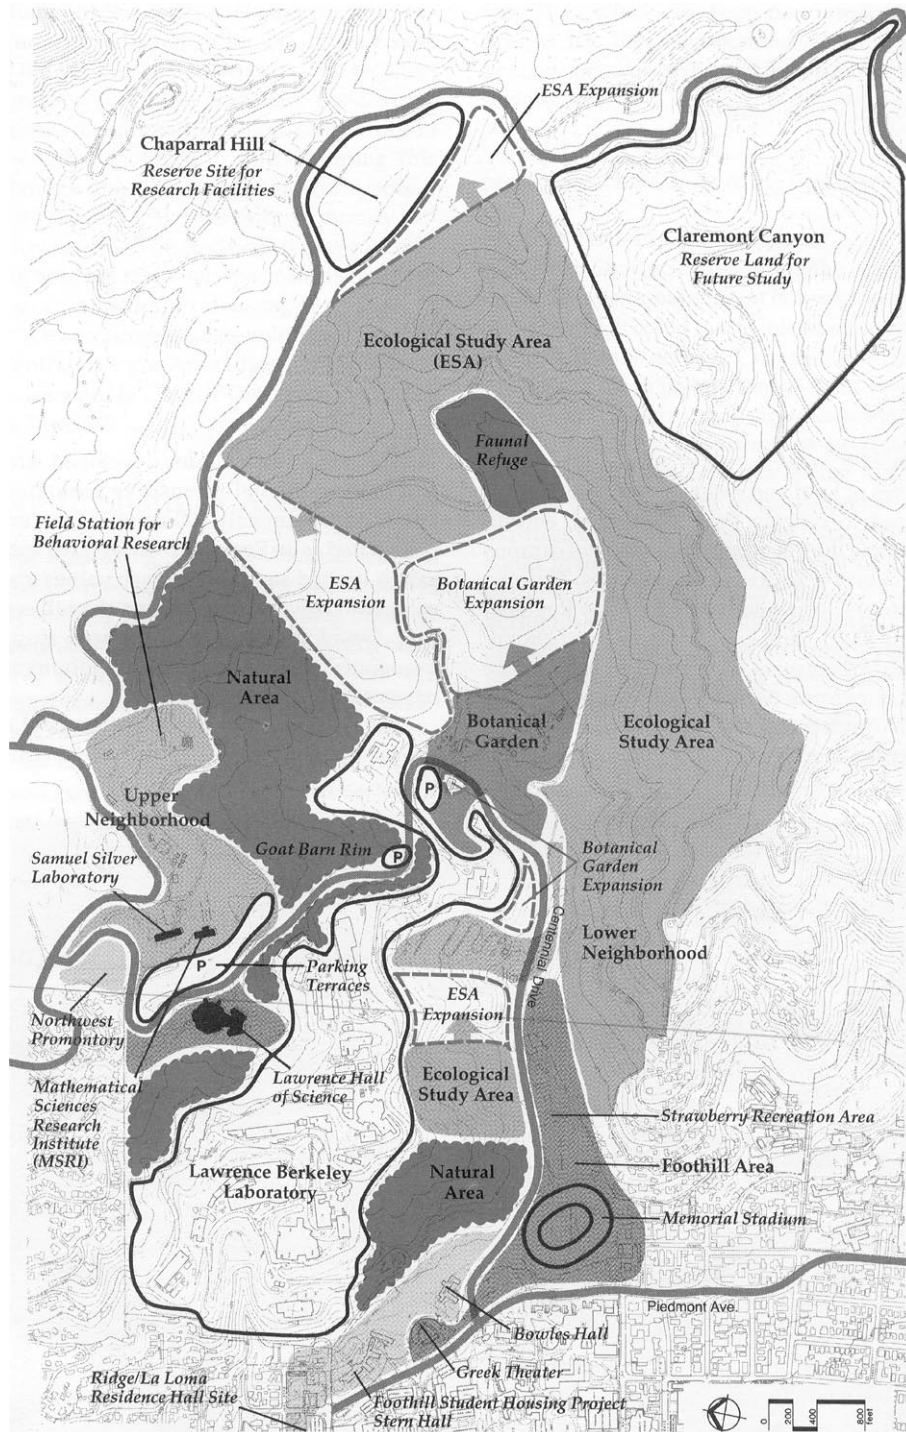 ESA Expansion
Chaparral Hill
Reserve Site for
Research Facilities
Claremont Canyon
Reserve Land for
Future Study
Ecological Study Area
(ESA)
Faunal
Refuge
Field Station for
Behavioral Research
ESA
Expansion
Botanical Garden
Expansion
Natural
Area
Botanical
Garden
Ecological
Study Area
P
Upper
Neighborhood
Goat Barn Rim
P
Samuel Silver
Laboratory
Botanical
Garden
Expansion
Centennial Drive
Lower
Neighborhood
P
Parking
Terraces
ESA
Expansion
Northwest
Promontory
Mathematical
Sciences
Research
Institute
(MSRI)
Lawrence Hall
of Science
Ecological
Study Area
Strawberry Recreation Area
Lawrence Berkeley
Laboratory
Natural
Area
Foothill Area
Memorial Stadium
Piedmont Ave.
Bowles Hall
Greek Theater
Ridge/La Loma
Residence Hall Site
Foothill Student Housing Project
Stern Hall
0
200
400
800
feet